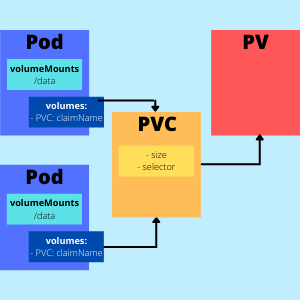 Pod
volumeMounts
/data
volumes:
- PVC: claimName
PVC
- size
- selector
PV
Pod
volumeMounts
/data
volumes:
- PVC: claimName